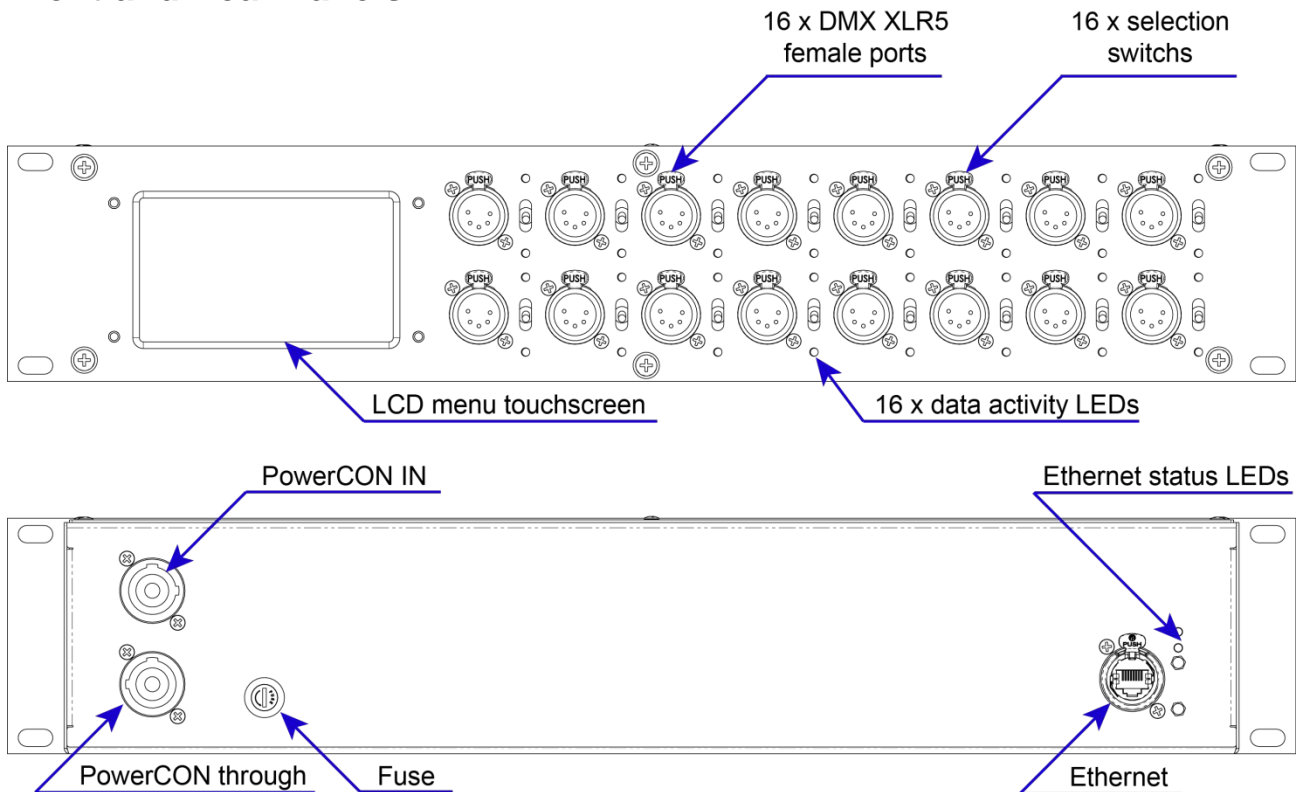 16 x DMX XLR5
female ports
16 x selection
switchs
PUSH PUSH PUSH PUSH PUSH PUSH PUSH PUSH
PUSH PUSH PUSH PUSH PUSH PUSH PUSH PUSH
LCD menu touchscreen
16 x data activity LEDs
PowerCON IN
Ethernet status LEDs
PUSH
PowerCON through
Fuse
Ethernet